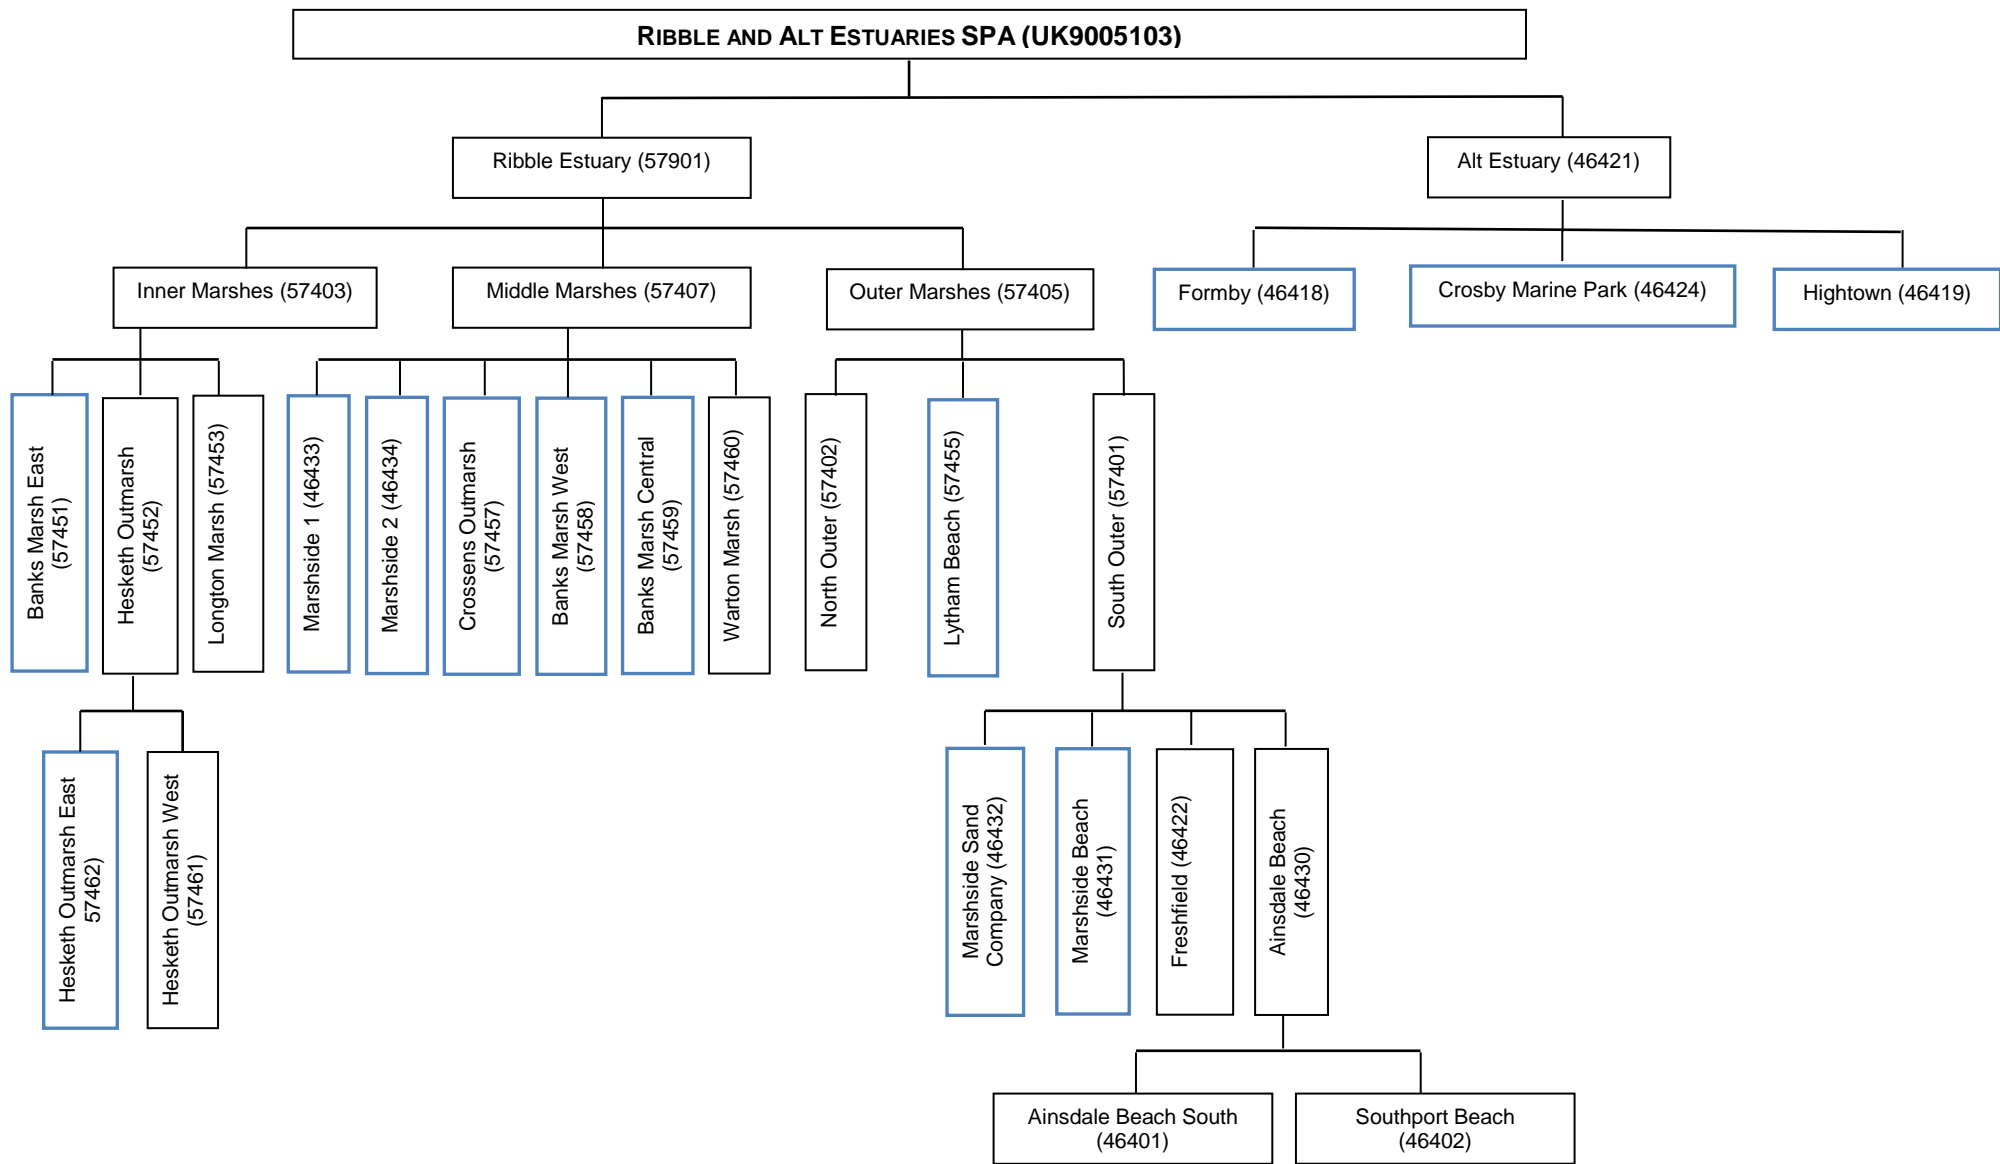 RIBBLE AND ALT ESTUARIES SPA (UK9005103)
Ribble Estuary (57901)
Alt Estuary (46421)
Inner Marshes (57403)
Middle Marshes (57407)
Outer Marshes (57405)
Formby (46418)
Crosby Marine Park (46424)
Hightown (46419)
Banks Marsh East
(57451)
Hesketh Outmarsh
(57452)
Longton Marsh (57453)
Marshside 1 (46433)
Marshside 2 (46434)
Crossens Outmarsh
(57457)
Banks Marsh West
(57458)
Banks Marsh Central
(57459)
Warton Marsh (57460)
North Outer (57402)
Lytham Beach (57455)
South Outer (57401)
Hesketh Outmarsh East
57462)
Hesketh Outmarsh West
(57461)
Marshside Sand
Company (46432)
Marshside Beach
(46431)
Freshfield (46422)
Ainsdale Beach
(46430)
Ainsdale Beach South
(46401)
Southport Beach
(46402)